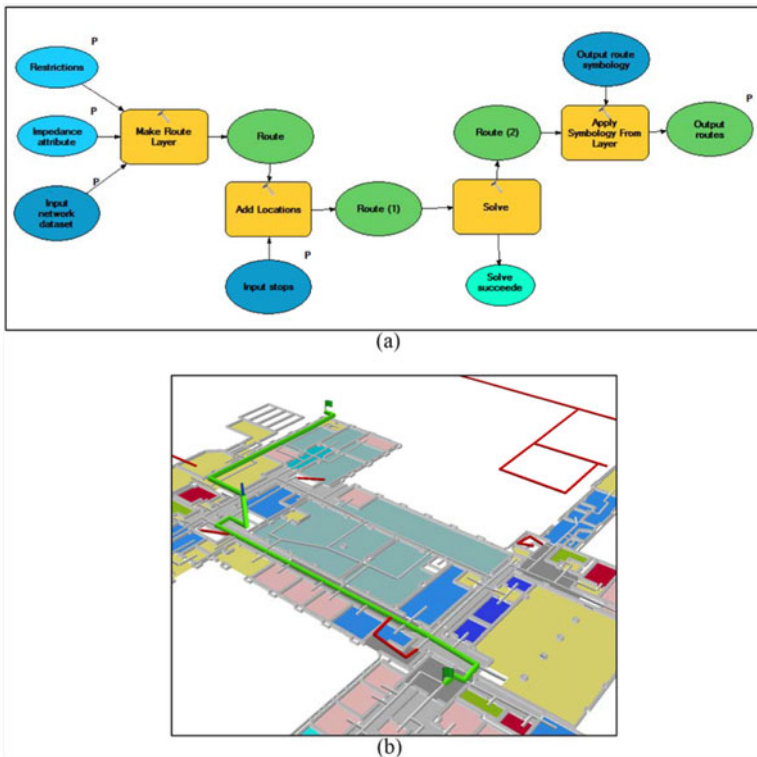 P
Restrictions
P
Impedance
attribute
P
Input
network
dataset
Make Route
Layer
Route
Add Locations
P
Input stops
Route (1)
Route (2)
Solve
Solve
succeede
Output route
symbology
Apply
Symbology From
Layer
P
Output
routes
(a)
(b)